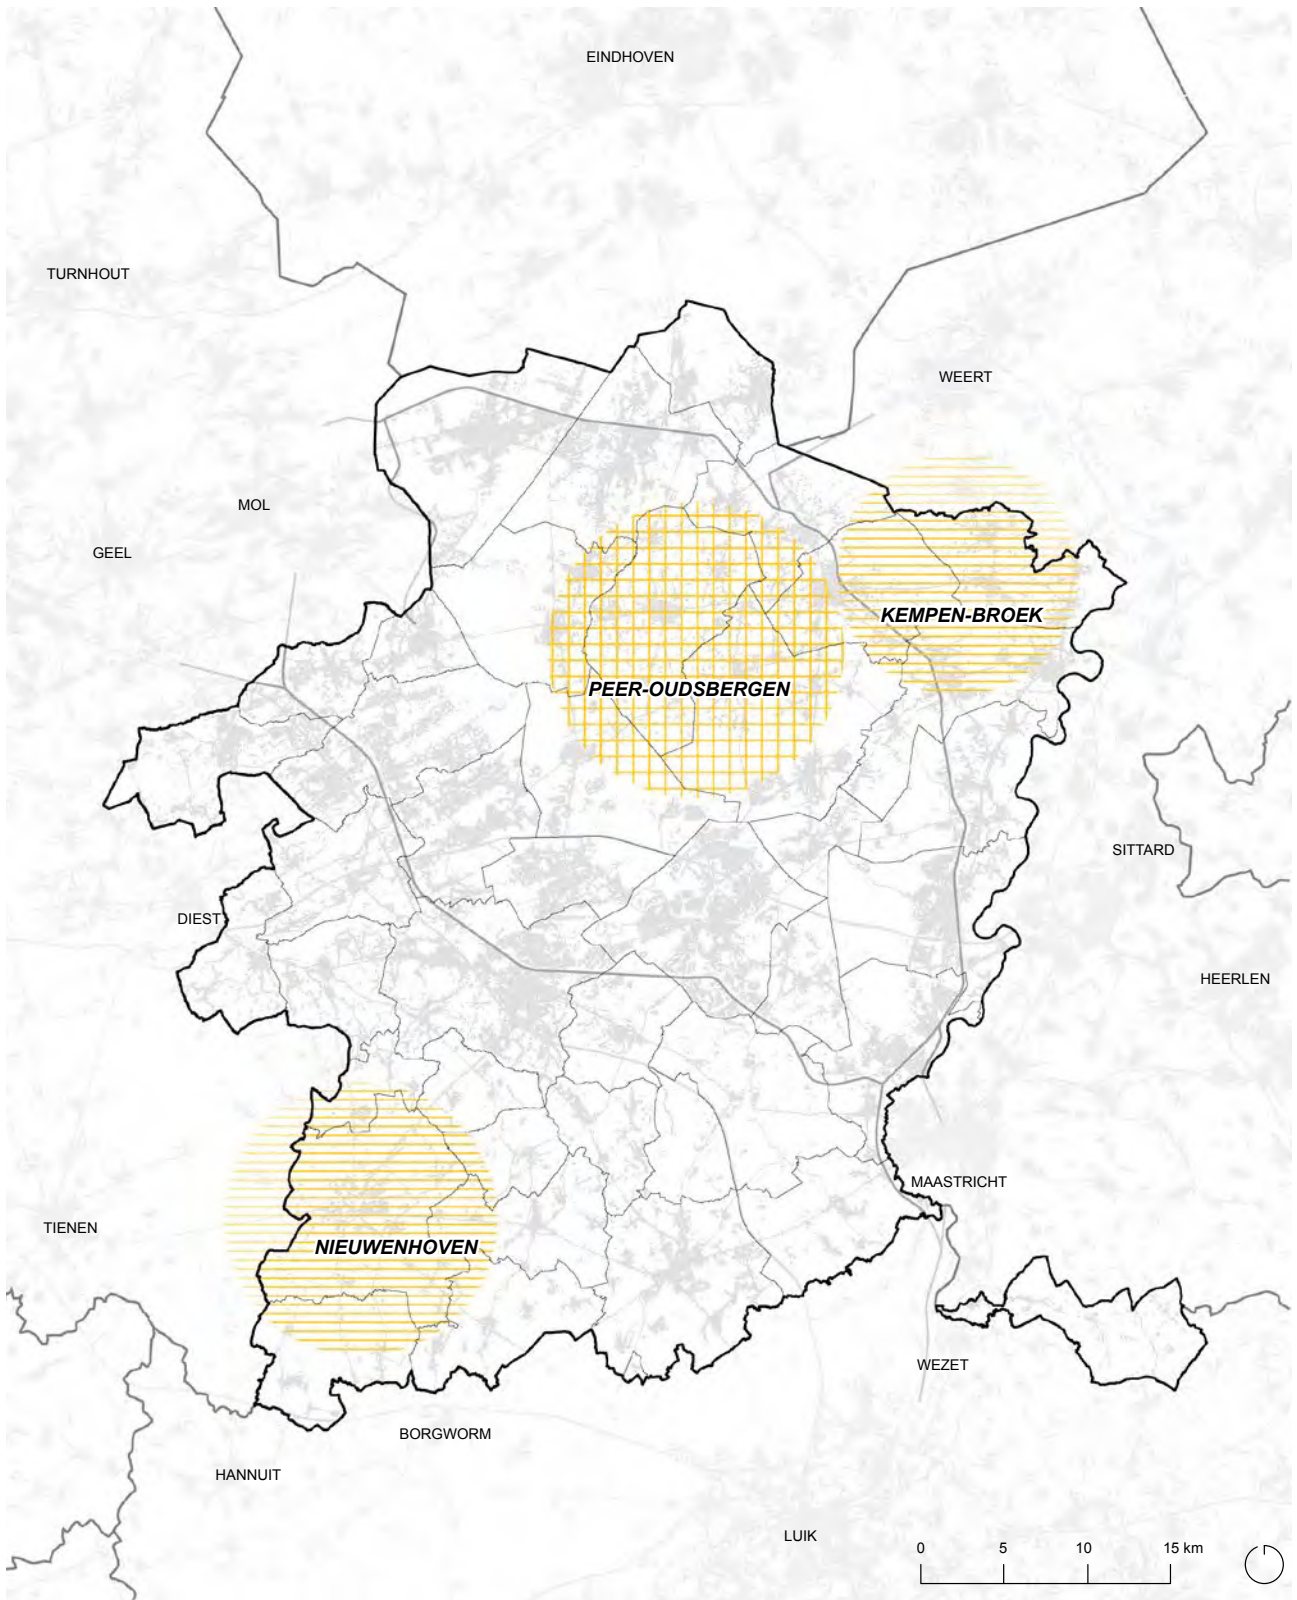 EINDHOVEN
TURNHOUT
WEERT
MOL
GEEL
KEMPEN-BROEK
PEER-OUDSBERGEN
SITTARD
DIEST
HEERLEN
MAASTRICHT
TIENEN
NIEUWENHOVEN
WEZET
BORGWORM
HANNUIT
LUIK
0 5 10 15 km